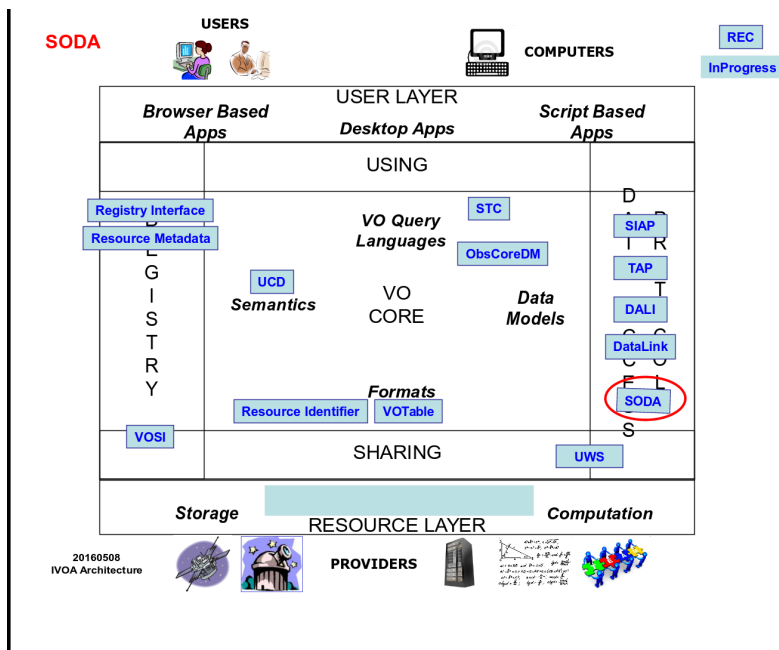 SODA
USERS
COMPUTERS
REC
InProgress
USER LAYER
Browser Based
Apps
Desktop Apps
Script Based
Apps
USING
Registry Interface
Resource Metadata
E
G
I
S
T
R
Y
VO Query
Languages
STC
ObsCoreDM
UCD
Semantics
VO
CORE
Data
Models
Formats
Resource Identifier
VOTable
D
SIAP
TAP
T
DALI
DataLink
SODA
S
VOSI
SHARING
UWS
Storage
Computation
RESOURCE LAYER
20160508
IVOA Architecture
PROVIDERS